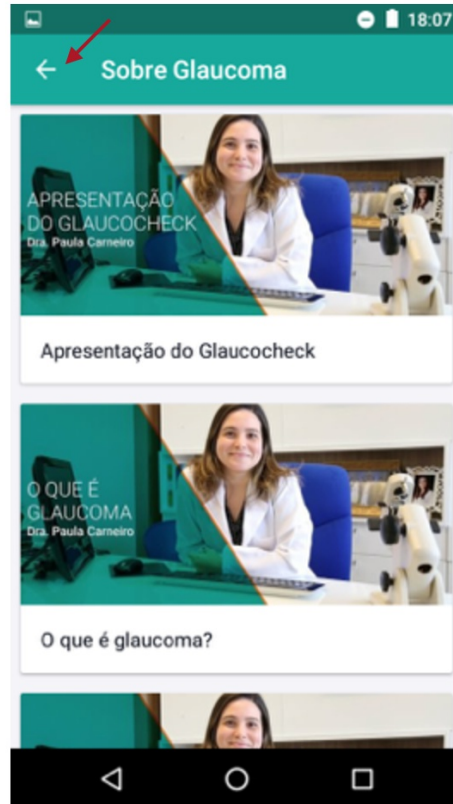 18:07
Sobre Glaucoma
APRESENTAÇÃO
DO GLAUCOCHECK
Dra. Paula Carneiro
Apresentação do Glaucocheck
O QUE É
GLAUCOMA
Dra. Paula Carneiro
O que é glaucoma?